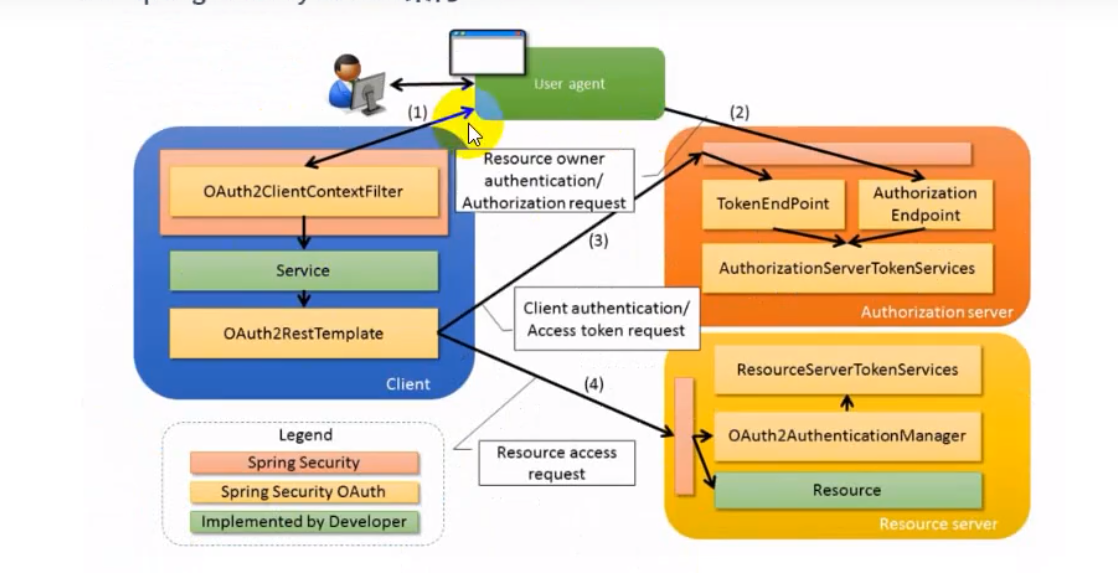 User agent
(1)
(2)
OAuth2ClientContextFilter
Service
OAuth2RestTemplate
Client
Resource owner
authentication/
Authorization request
(3)
Client authentication/
Access token request
(4)
Resource access
request
TokenEndPoint
Authorization
Endpoint
AuthorizationServerTokenServices
Authorization server
ResourceServerTokenServices
OAuth2AuthenticationManager
Resource
Resource server
Legend
Spring Security
Spring Security OAuth
Implemented by Developer